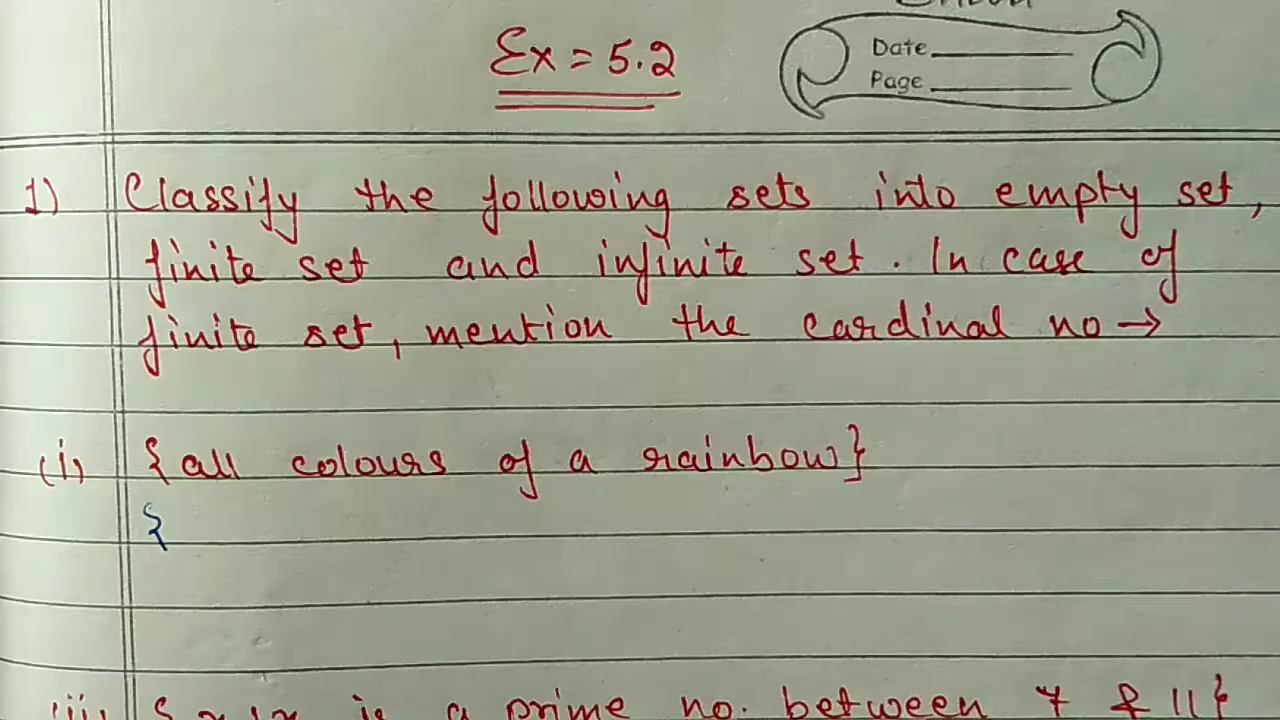 Ex = 5.2
Date
Page
1) Classify the following sets into empty set,
finite set and infinite set. In case of
finite set, mention the cardinal no →
(i) {all colours of a rainbow}
{
{x : x is a prime no. between 7 & 11}